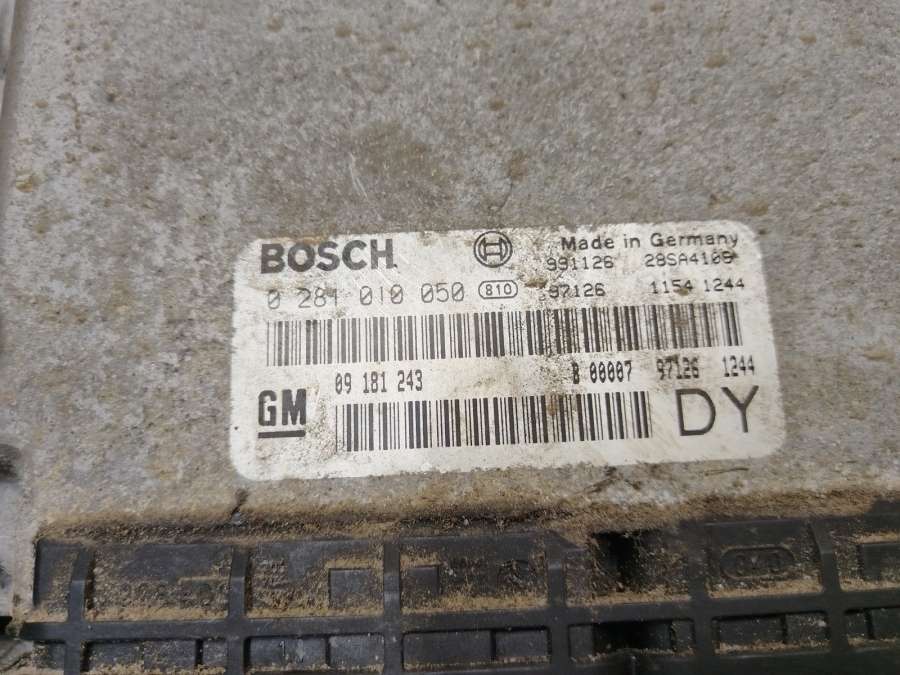 BOSCH
Made in Germany
991126 28SA4109
0 281 010 050 810 97126 1154 1244
09 181 243 B 00007 97126 1244
GM DY